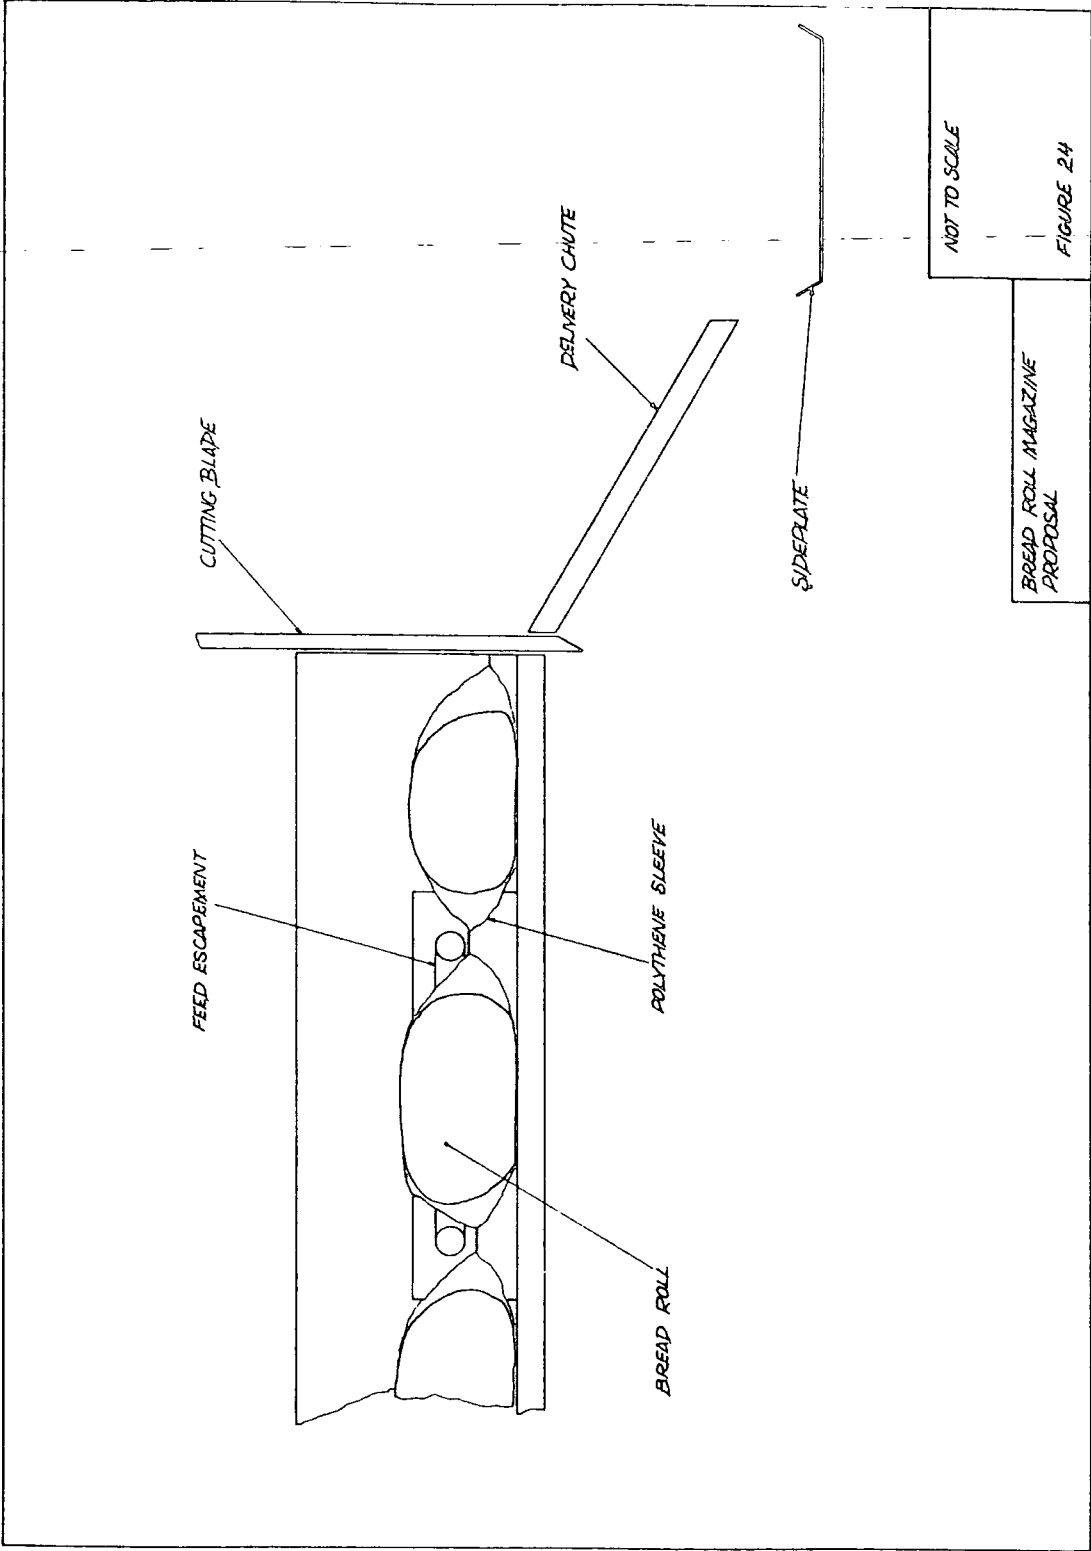 CUTTING BLADE
FEED ESCAPEMENT
DELIVERY CHUTE
POLYTHENE SLEEVE
BREAD ROLL
SIDEPLATE
NOT TO SCALE
BREAD ROLL MAGAZINE
PROPOSAL
FIGURE 24